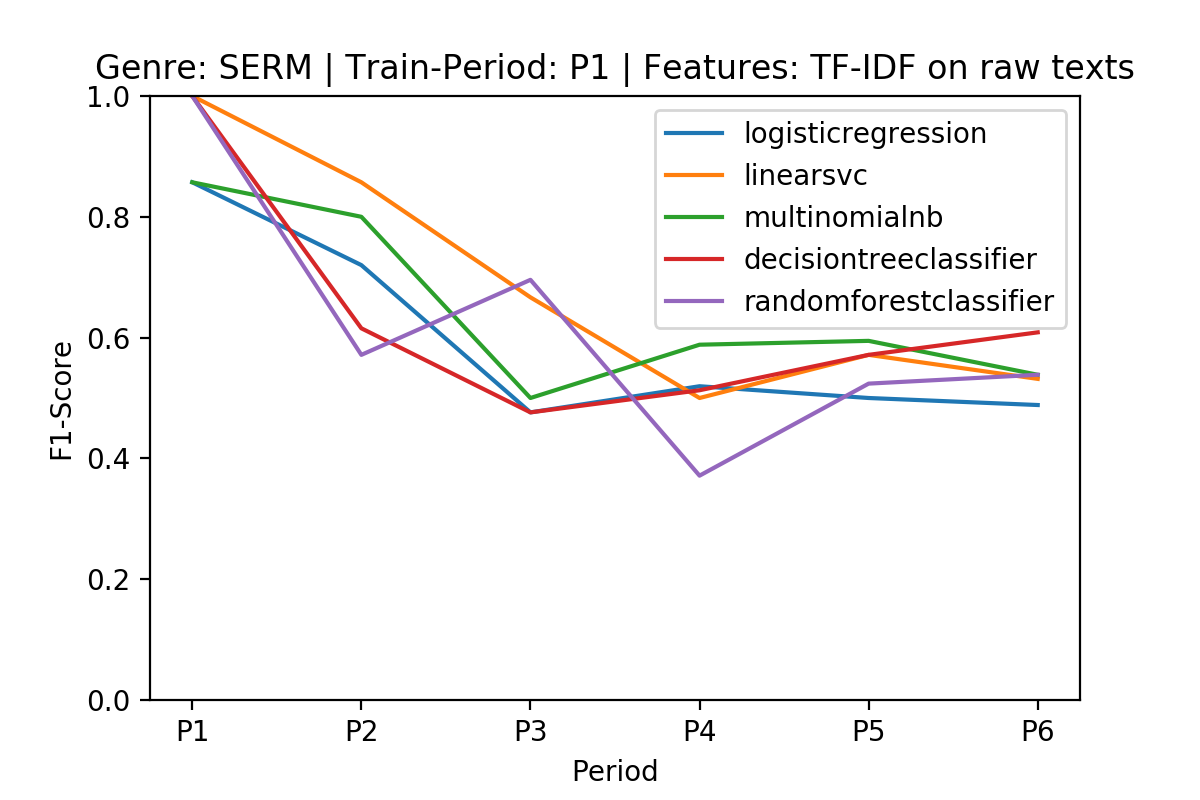 Genre: SERM | Train-Period: P1 | Features: TF-IDF on raw texts
1.0
0.8
0.6
0.4
0.2
0.0
F1-Score
logisticregression
linearsvc
multinomialnb
decisiontreeclassifier
randomforestclassifier
P1 P2 P3 P4 P5 P6
Period